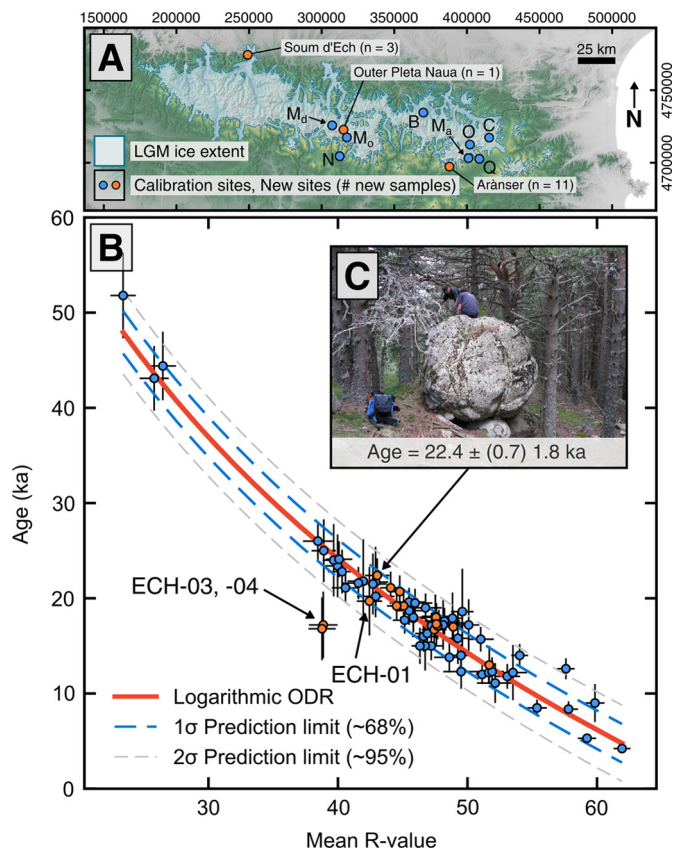 150000 200000 250000 300000 350000 400000 450000 500000
A
Soum d'Ech (n = 3)
25 km
Outer Pleta Naua (n = 1)
4750000
N
Md
B
Ma
O
C
Mo
LGM ice extent
N
Q
4700000
Calibration sites, New sites (# new samples)
Arànser (n = 11)
60
B
C
50
40
Age = 22.4 ± (0.7) 1.8 ka
Age (ka)
30
ECH-03, -04
20
ECH-01
10
Logarithmic ODR
1σ Prediction limit (~68%)
2σ Prediction limit (~95%)
0
30 40 50 60
Mean R-value